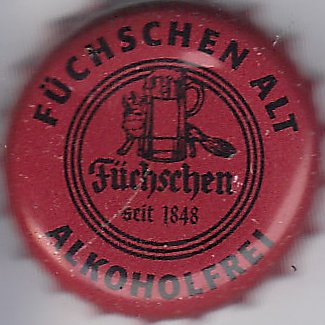 FÜCHSCHEN ALT
Füchschen
seit 1848
ALKOHOLFREI